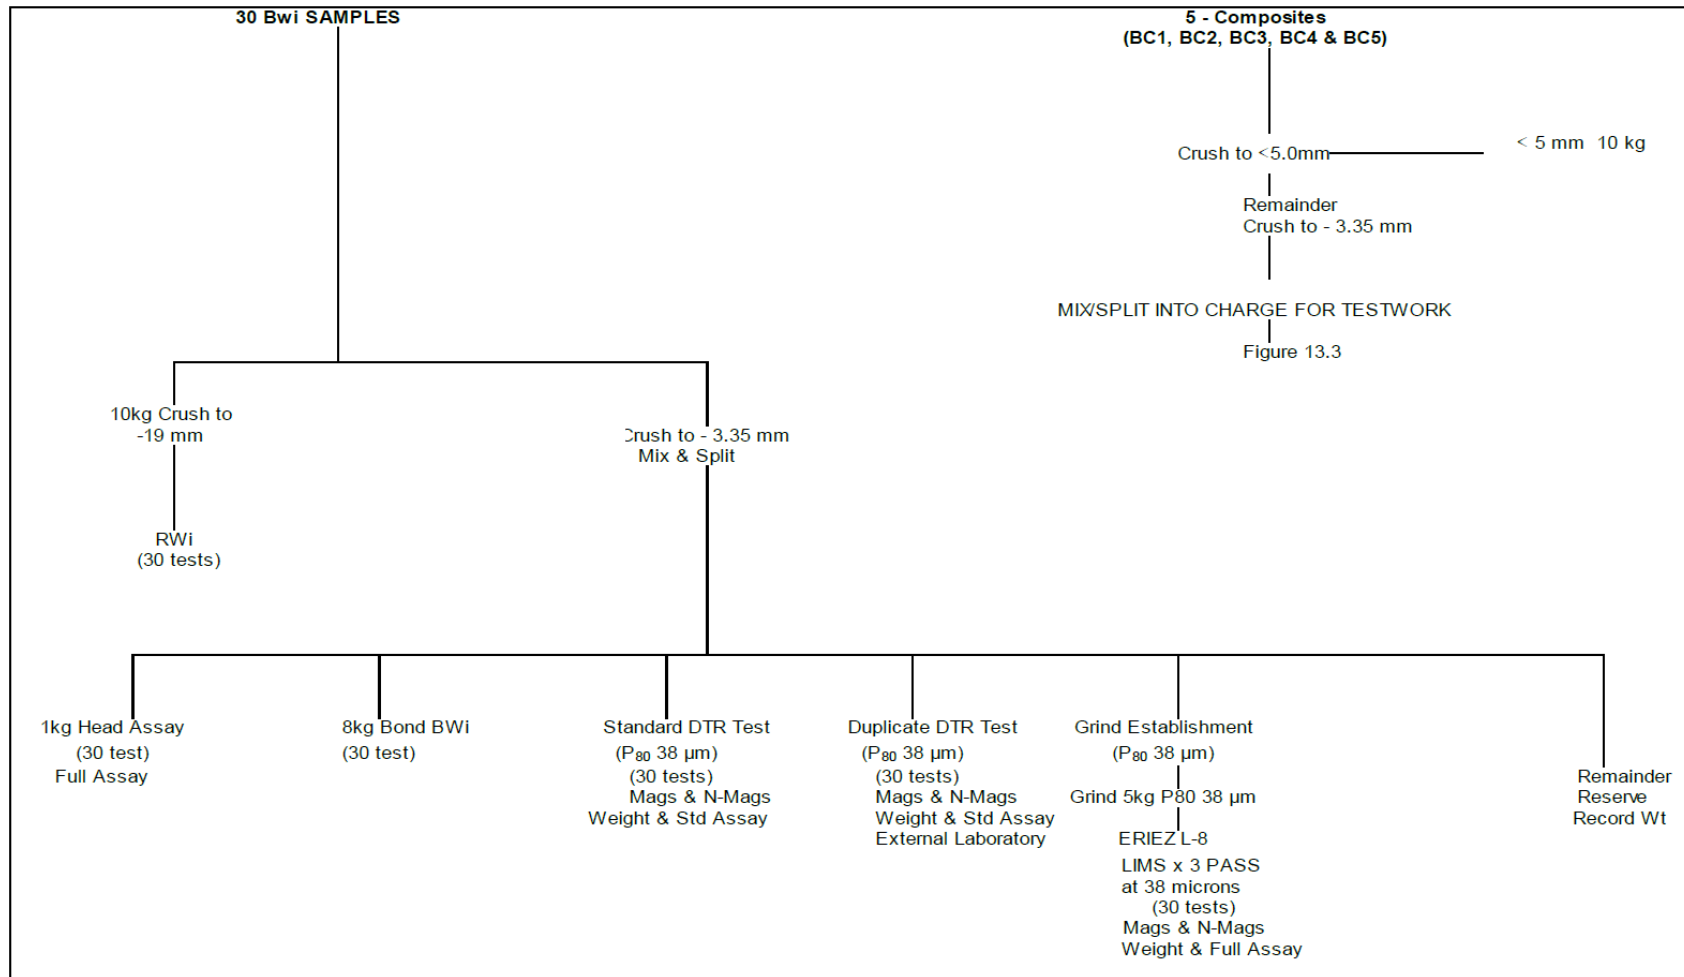 30 Bwi SAMPLES
5 - Composites
(BC1, BC2, BC3, BC4 & BC5)
Crush to <5.0mm
< 5 mm 10 kg
Remainder
Crush to - 3.35 mm
MIX/SPLIT INTO CHARGE FOR TESTWORK
Figure 13.3
10kg Crush to
-19 mm
Crush to - 3.35 mm
Mix & Split
RWi
(30 tests)
1kg Head Assay
(30 test)
Full Assay
8kg Bond BWi
(30 test)
Standard DTR Test
(P₈₀ 38 µm)
(30 tests)
Mags & N-Mags
Weight & Std Assay
Duplicate DTR Test
(P₈₀ 38 µm)
(30 tests)
Mags & N-Mags
Weight & Std Assay
External Laboratory
Grind Establishment
(P₈₀ 38 µm)
Grind 5kg P80 38 µm
ERIEZ L-8
LIMS x 3 PASS
at 38 microns
(30 tests)
Mags & N-Mags
Weight & Full Assay
Remainder
Reserve
Record Wt